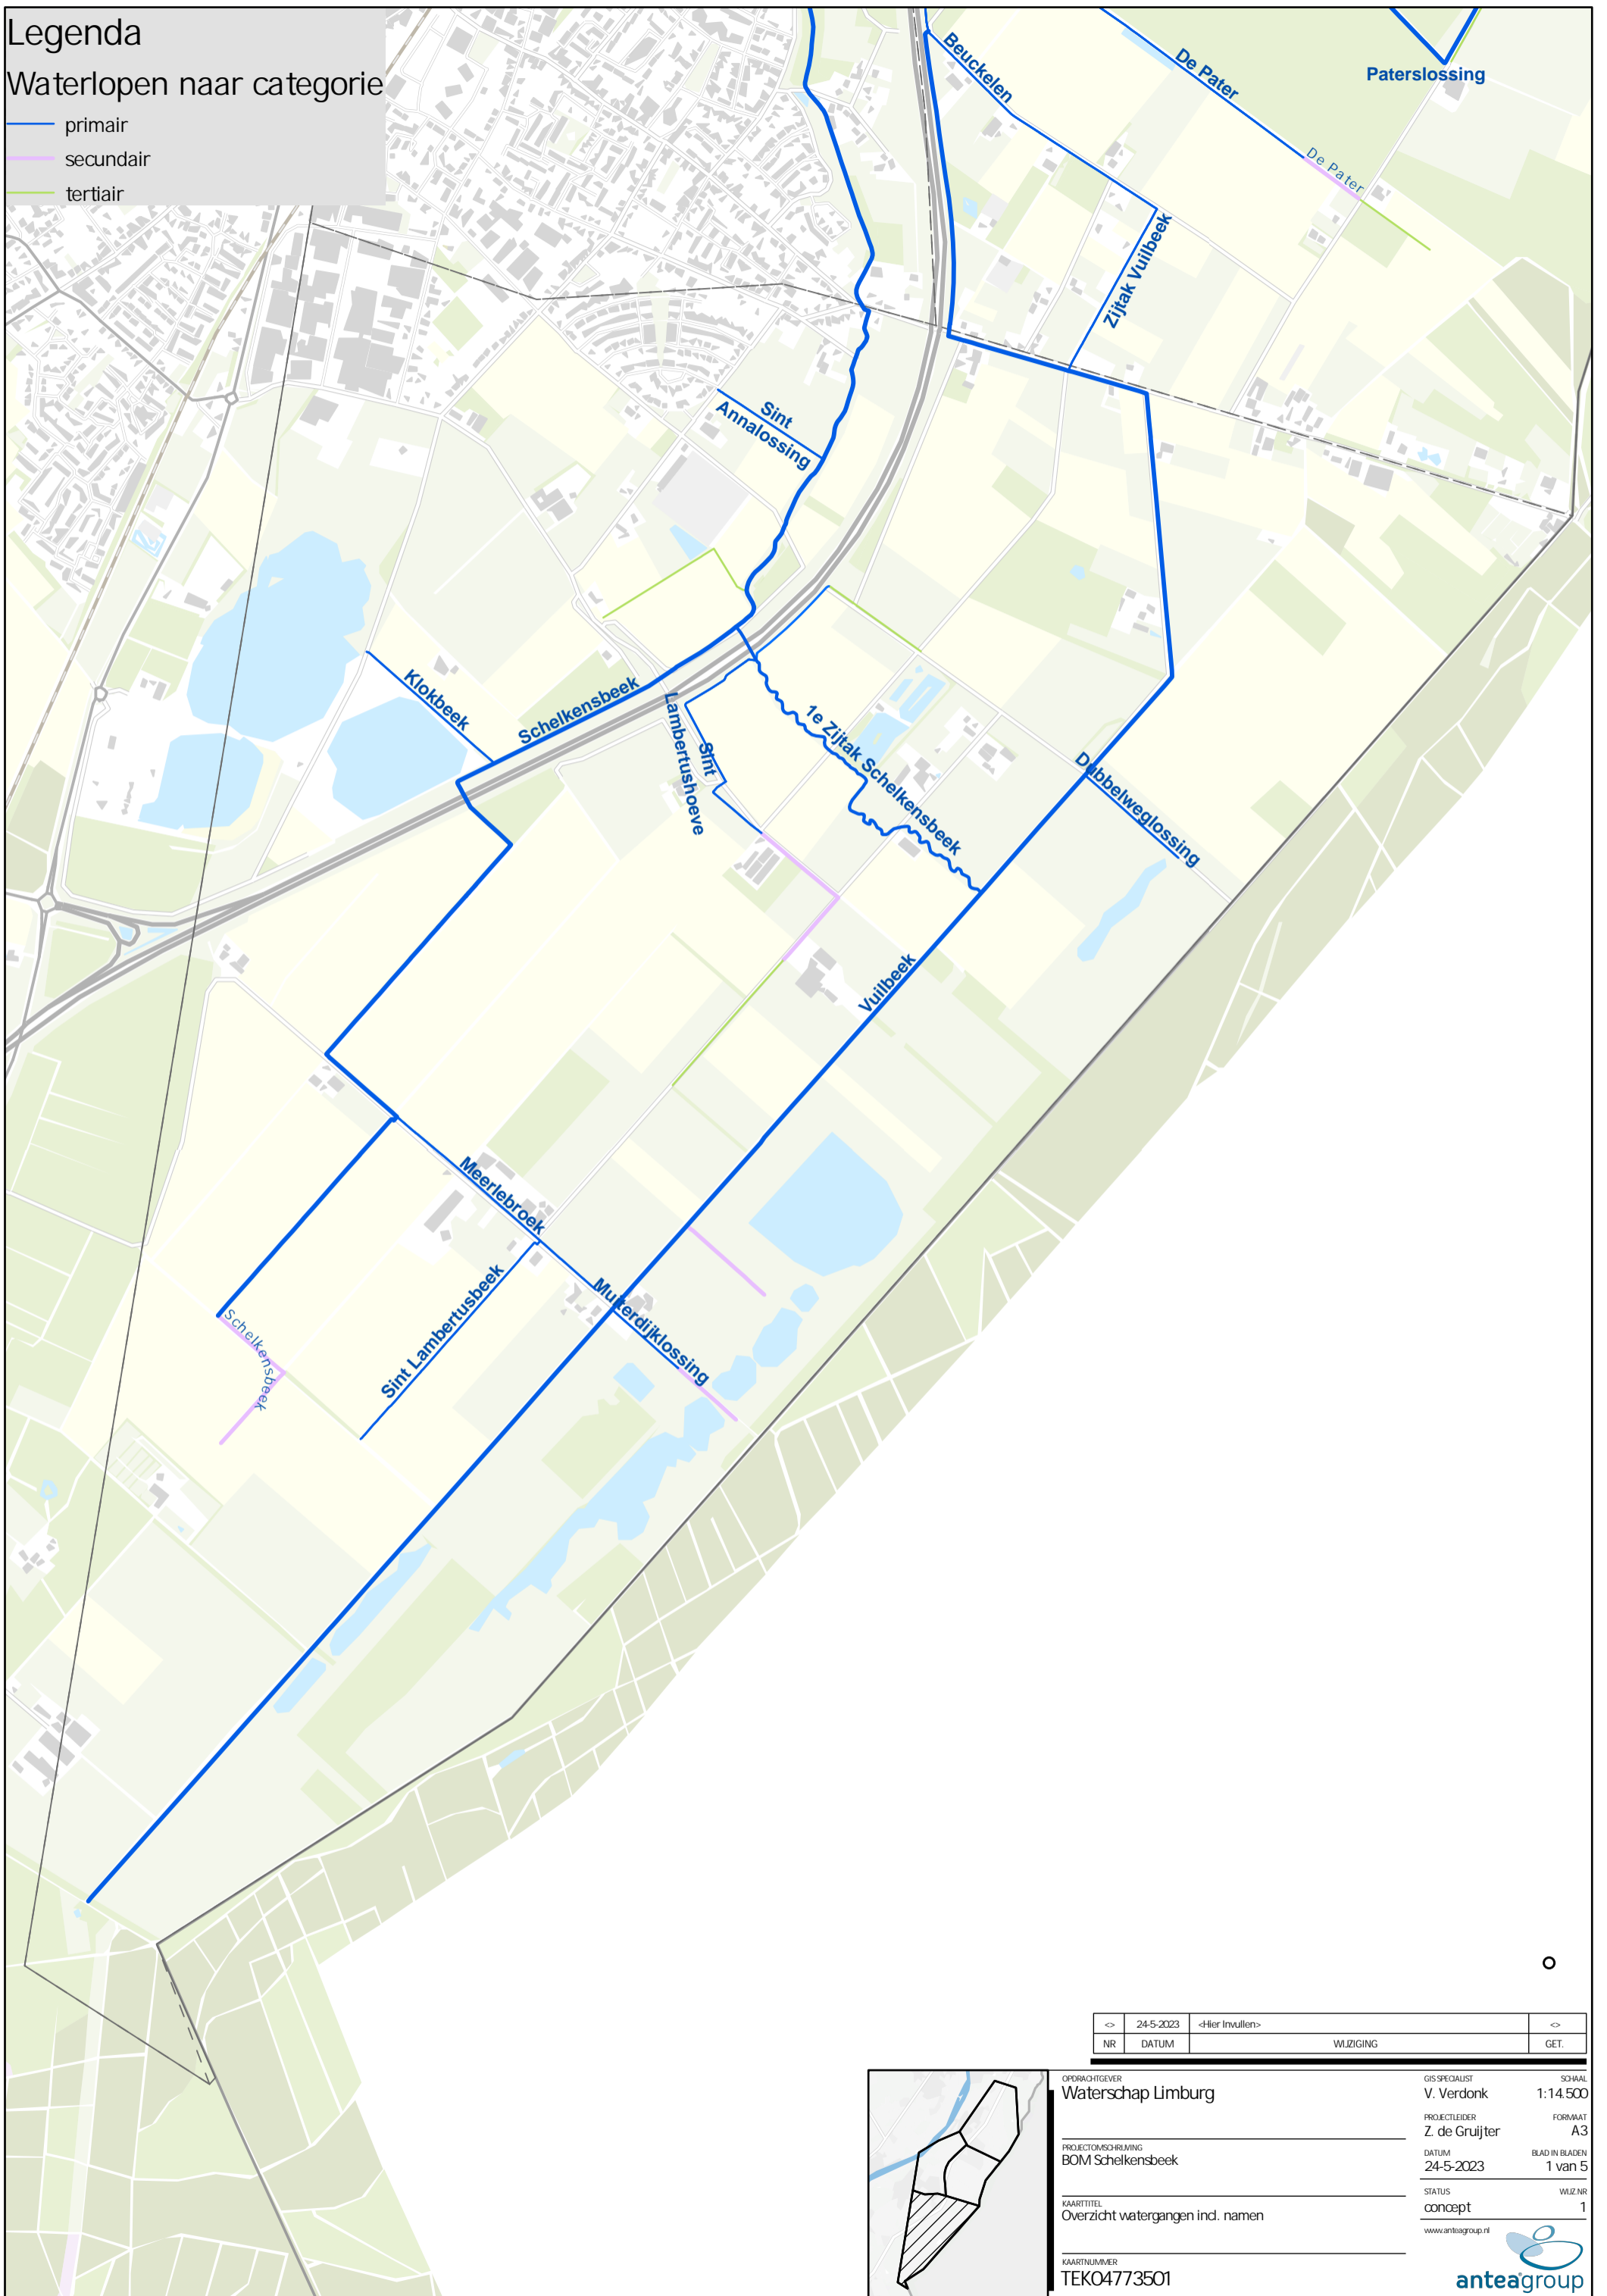 Legenda
Waterlopen naar categorie
primair
secundair
tertiair
Beuckelen
De Pater
Paterslossing
De Pater
Zijtak Vuilbeek
Sint
Annalossing
Klokbeek
Schelkensbeek
Sint
Lambertushoeve
1e Zijtak Schelkensbeek
Dubbelweglossing
Vuilbeek
Meerlebroek
Muiterdijklossing
Sint Lambertusbeek
Schelkensbeek
<> 24-5-2023 <Hier Invullen> <>
NR DATUM WIJZIGING GET.
OPDRACHTGEVER
Waterschap Limburg
PROJECTOMSCHRIJVING
BOM Schelkensbeek
KAARTTITEL
Overzicht watergangen incl. namen
KAARTNUMMER
TEK04773501
GIS SPECIALIST SCHAAL
V. Verdonk 1:14.500
PROJECTLEIDER FORMAAT
Z. de Gruijter A3
DATUM BLAD IN BLADEN
24-5-2023 1 van 5
STATUS WIJZ.NR
concept 1
www.anteagroup.nl
anteagroup